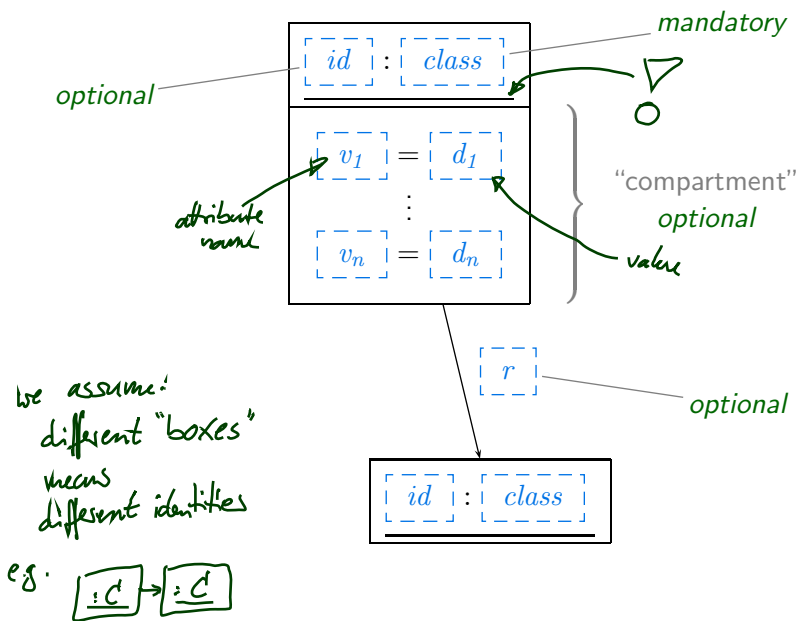 mandatory
id : class
optional
!
v1 = d1
⋮
vn = dn
attribute
name
"compartment"
optional
value
r
optional
id : class
we assume:
different "boxes"
means
different identities
e.g. : C → : C